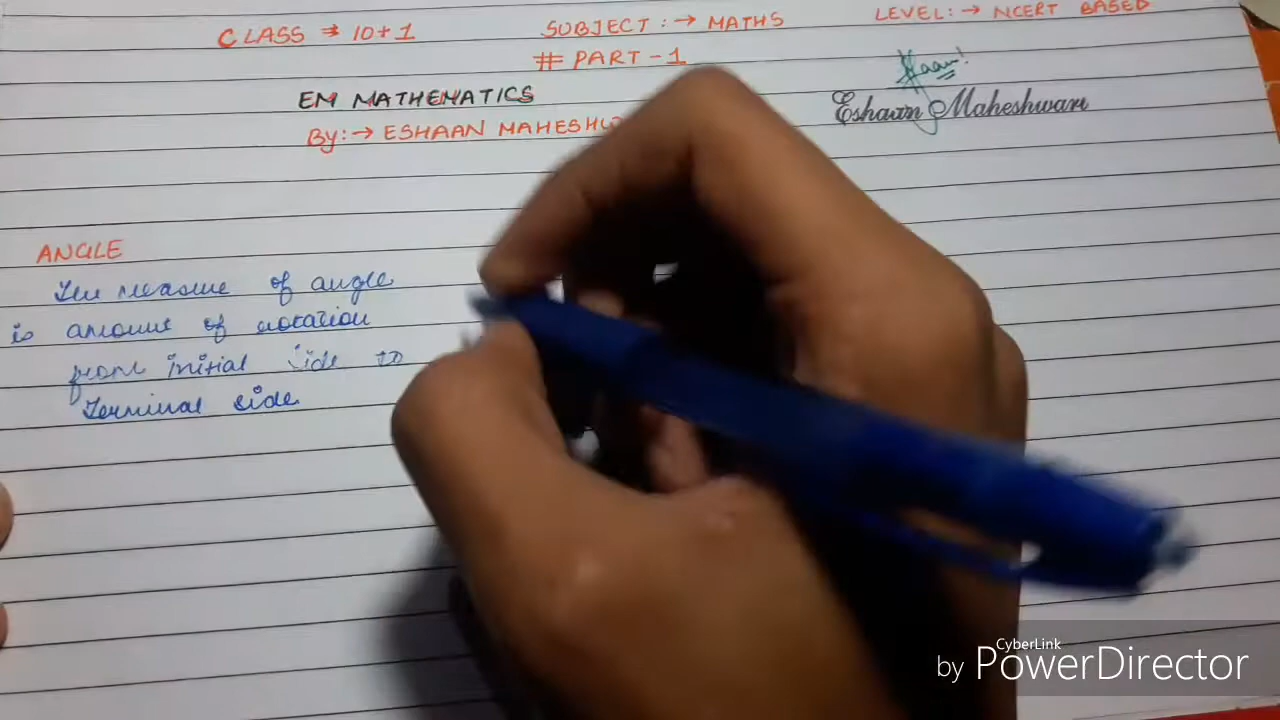 CLASS → 10+1 SUBJECT :→ MATHS LEVEL :→ NCERT BASED
# PART - 1
EM MATHEMATICS
Eshaan Maheshwari
By :→ ESHAAN MAHESHW
ANGLE
The measure of angle
is amount of rotation
from initial side to
Terminal side
CyberLink
by PowerDirector